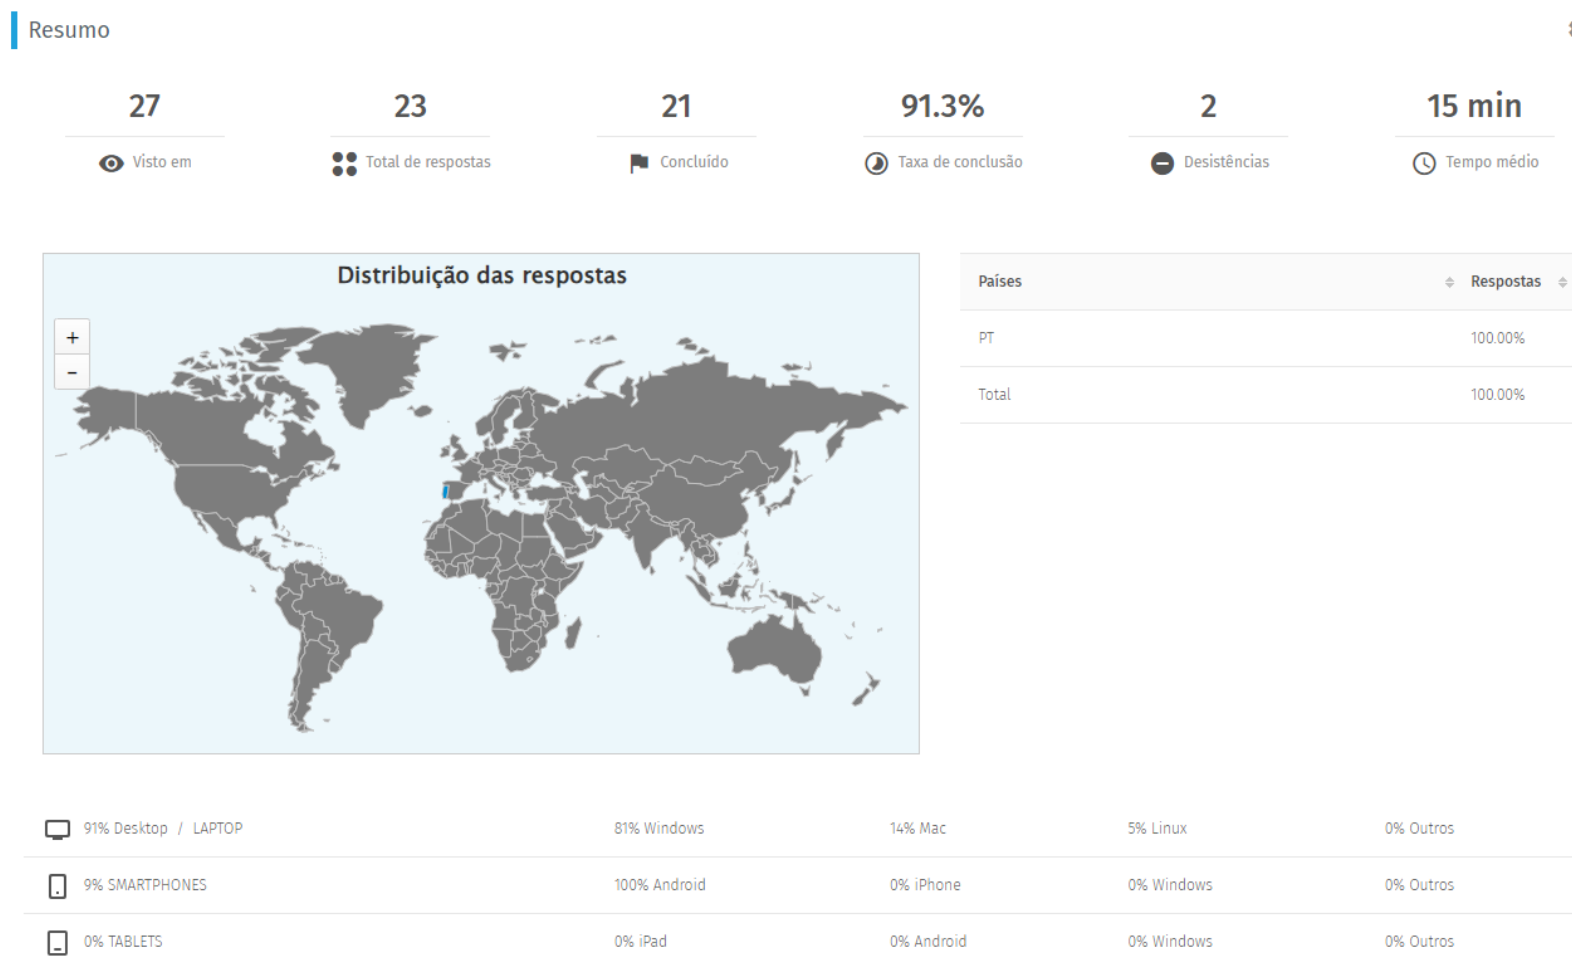 Resumo
27 23 21 91.3% 2 15 min
Visto em Total de respostas Concluído Taxa de conclusão Desistências Tempo médio
Distribuição das respostas
+
-
Países Respostas
PT 100.00%
Total 100.00%
91% Desktop / LAPTOP 81% Windows 14% Mac 5% Linux 0% Outros
9% SMARTPHONES 100% Android 0% iPhone 0% Windows 0% Outros
0% TABLETS 0% iPad 0% Android 0% Windows 0% Outros